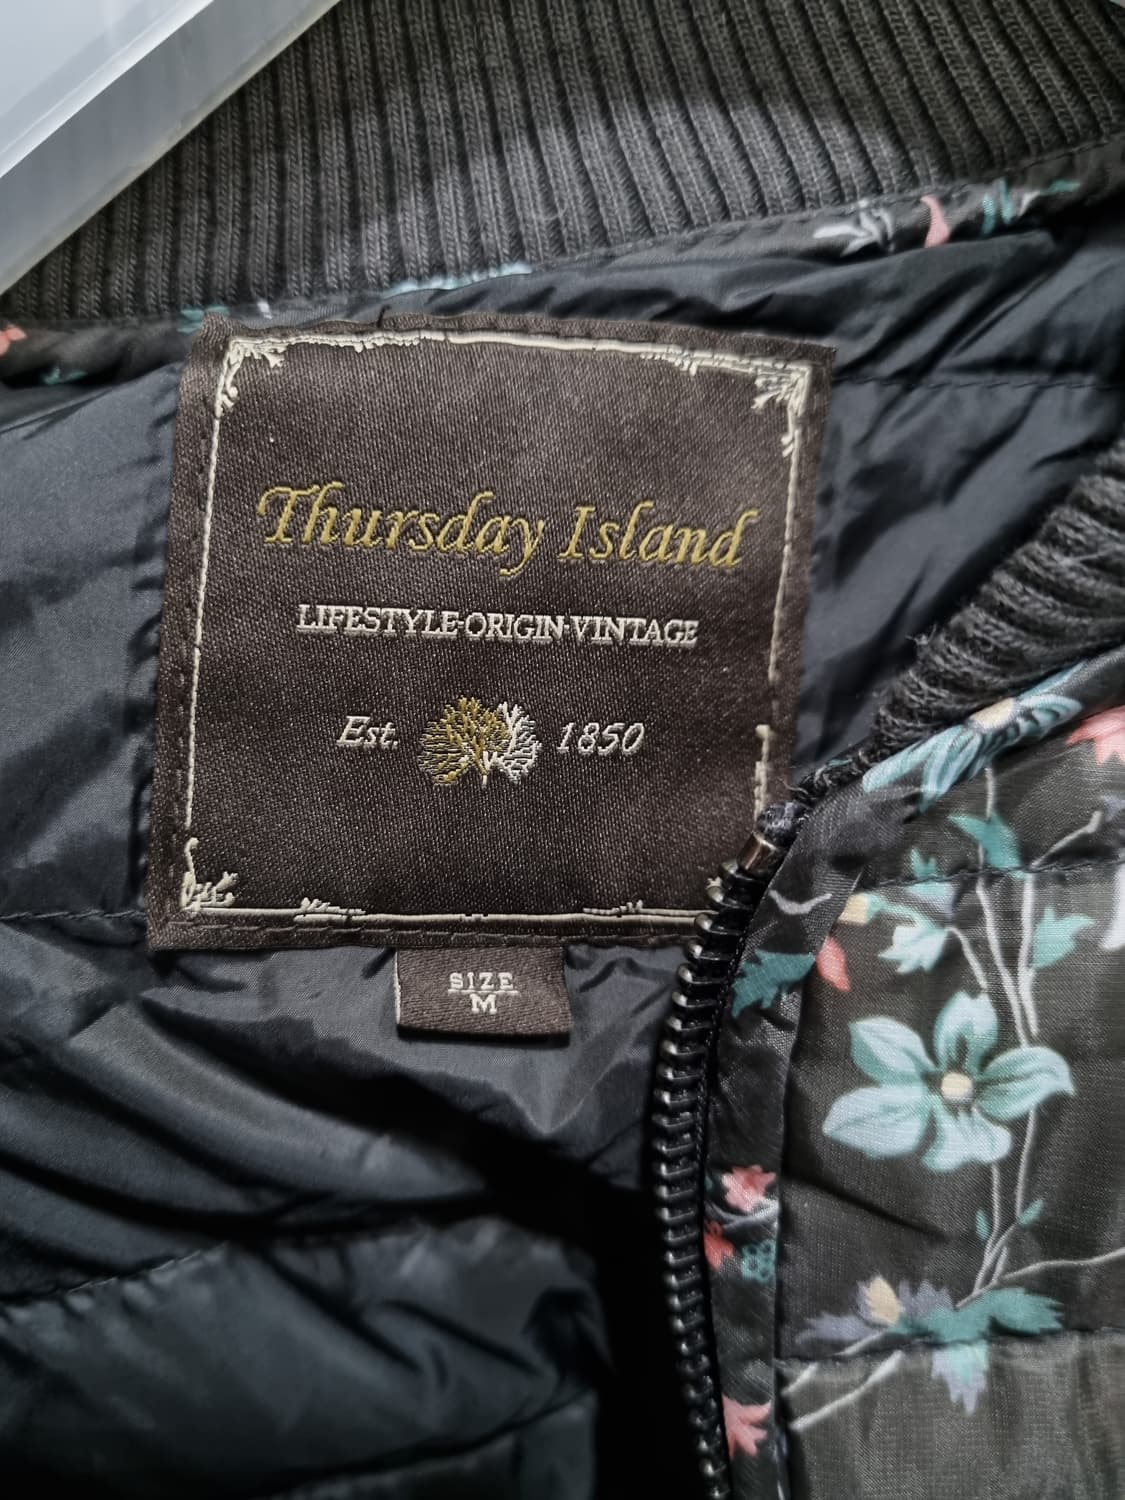 Thursday Island
LIFESTYLE·ORIGIN·VINTAGE
Est. 1850
SIZE
M